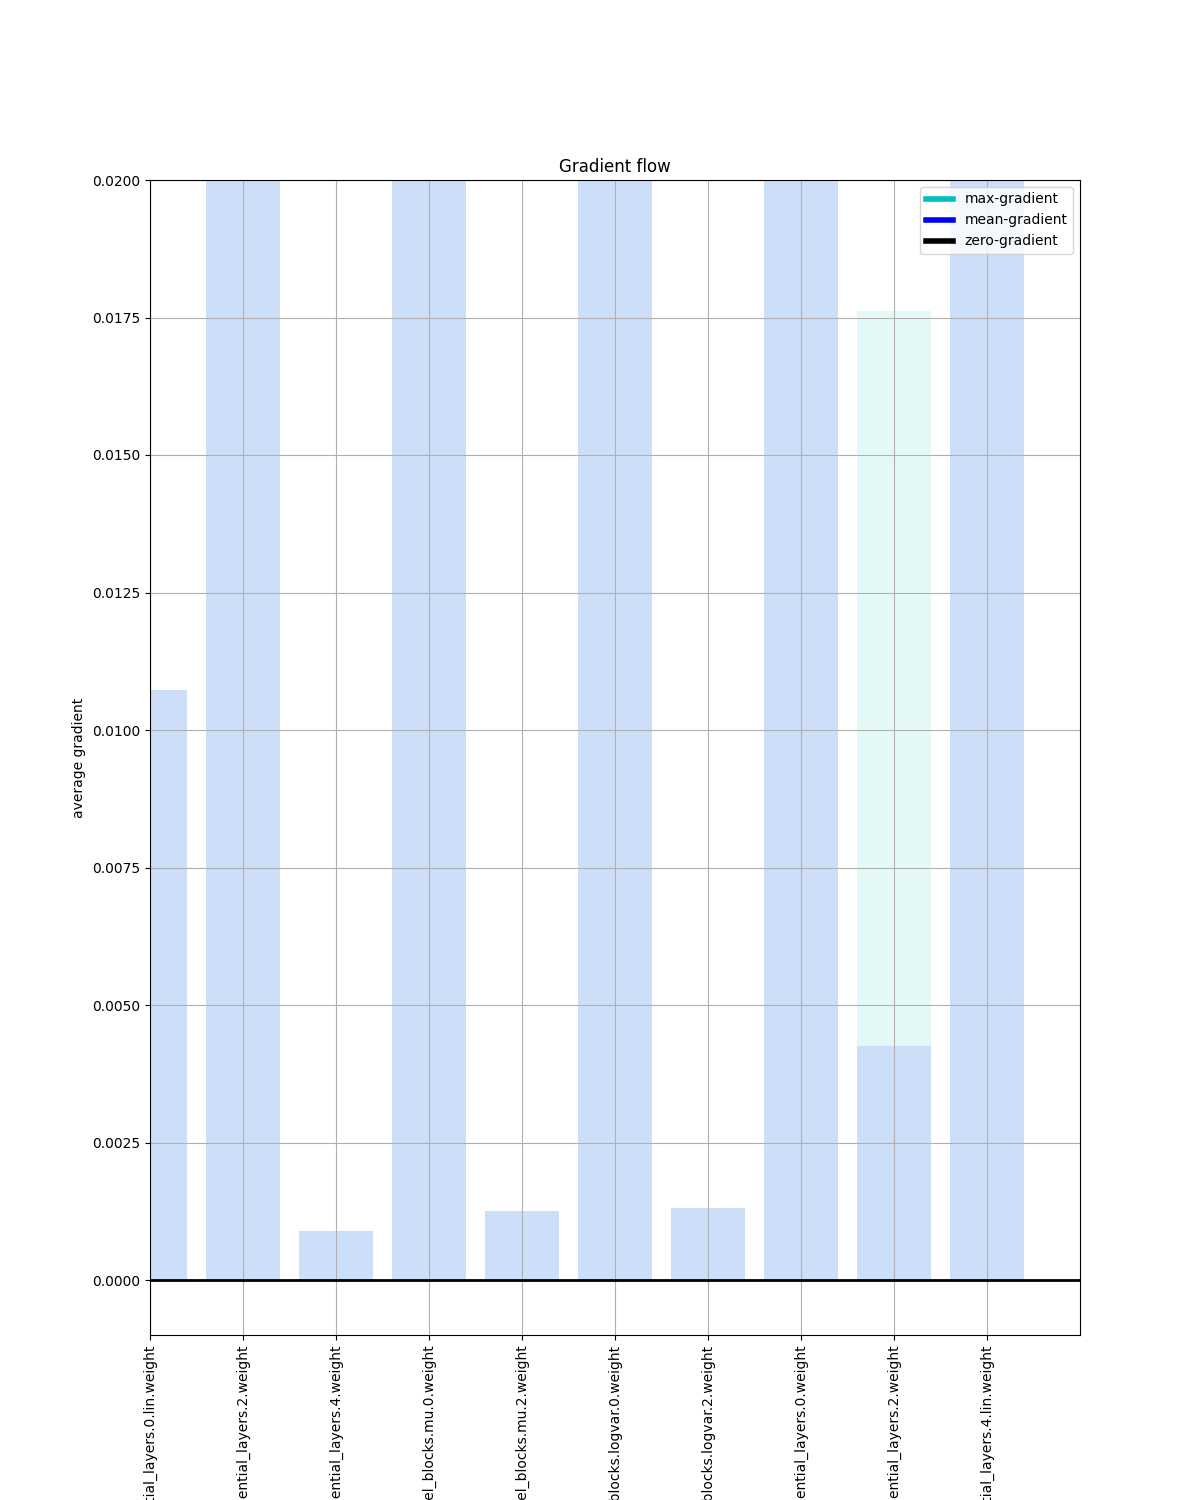 Gradient flow
max-gradient
mean-gradient
zero-gradient
0.0200
0.0175
0.0150
0.0125
0.0100
0.0075
0.0050
0.0025
0.0000
average gradient
tial_layers.0.lin.weight
ential_layers.2.weight
ential_layers.4.weight
el_blocks.mu.0.weight
el_blocks.mu.2.weight
blocks.logvar.0.weight
blocks.logvar.2.weight
ential_layers.0.weight
ential_layers.2.weight
tial_layers.4.lin.weight